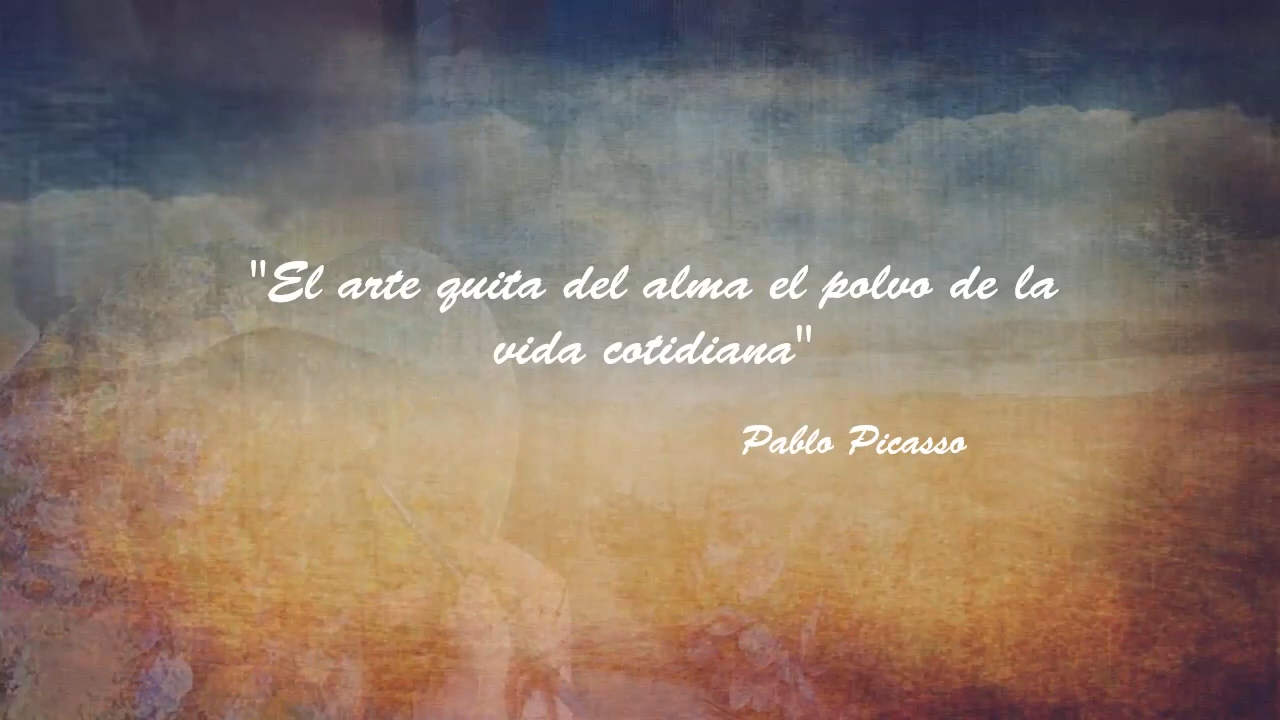 "El arte quita del alma el polvo de la
vida cotidiana"
Pablo Picasso